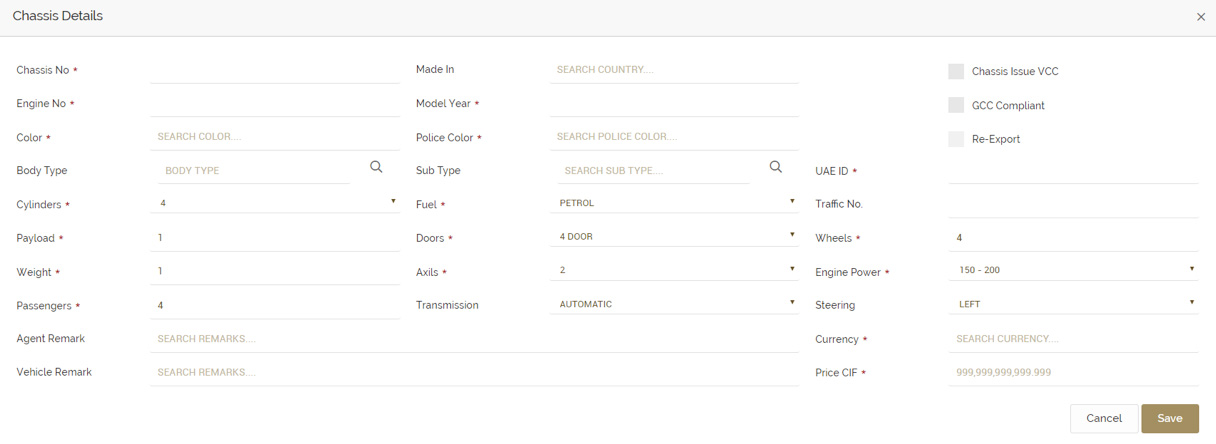 Chassis Details ×
Chassis No * Made In SEARCH COUNTRY.... Chassis Issue VCC
Engine No * Model Year * GCC Compliant
Color * SEARCH COLOR.... Police Color * SEARCH POLICE COLOR.... Re-Export
Body Type BODY TYPE Sub Type SEARCH SUB TYPE.... UAE ID *
Cylinders * 4 Fuel * PETROL Traffic No.
Payload * 1 Doors * 4 DOOR Wheels * 4
Weight * 1 Axils * 2 Engine Power * 150 - 200
Passengers * 4 Transmission AUTOMATIC Steering LEFT
Agent Remark SEARCH REMARKS.... Currency * SEARCH CURRENCY....
Vehicle Remark SEARCH REMARKS.... Price CIF * 999,999,999,999.999
Cancel Save